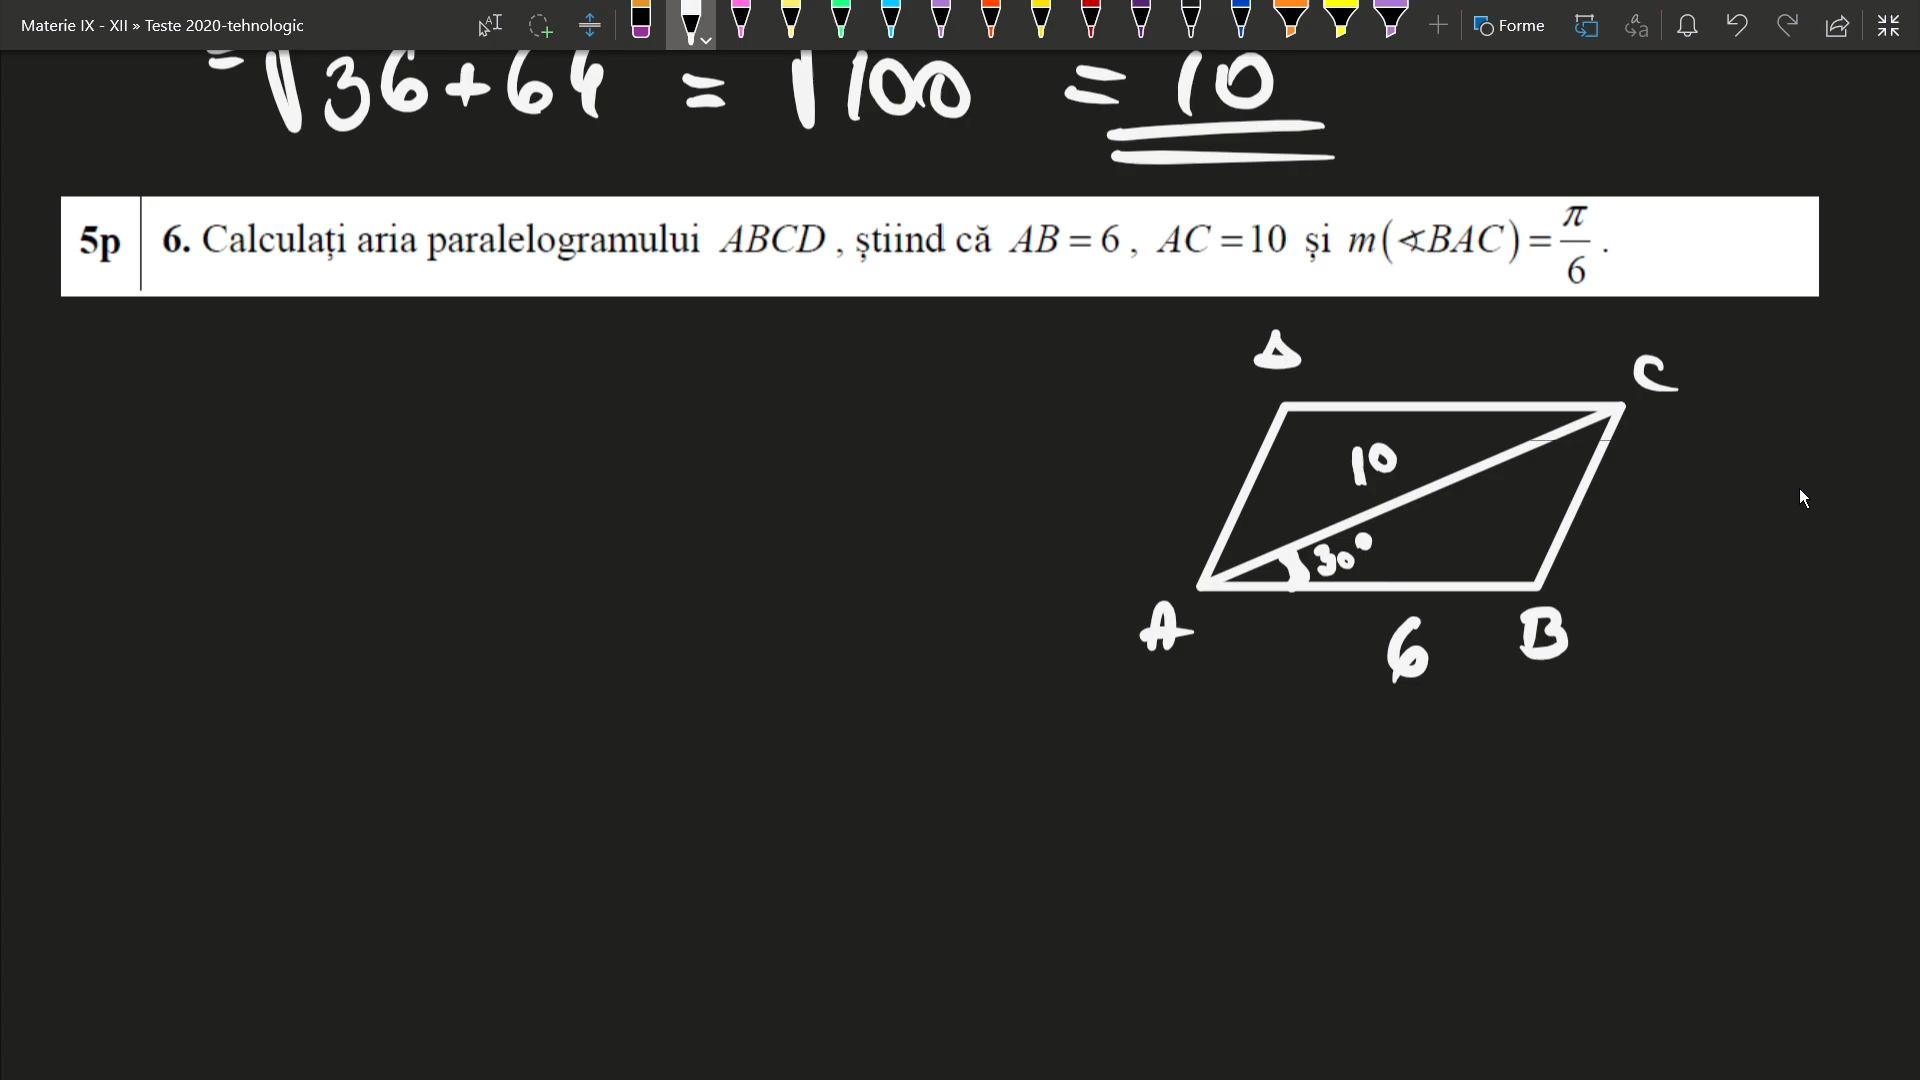 Materie IX - XII » Teste 2020-tehnologic
Forme
= √36+64 = √100 = 10
5p 6. Calculați aria paralelogramului ABCD , știind că AB = 6 , AC = 10 și m(∢BAC) = π/6 .
D
C
10
30°
A
6
B